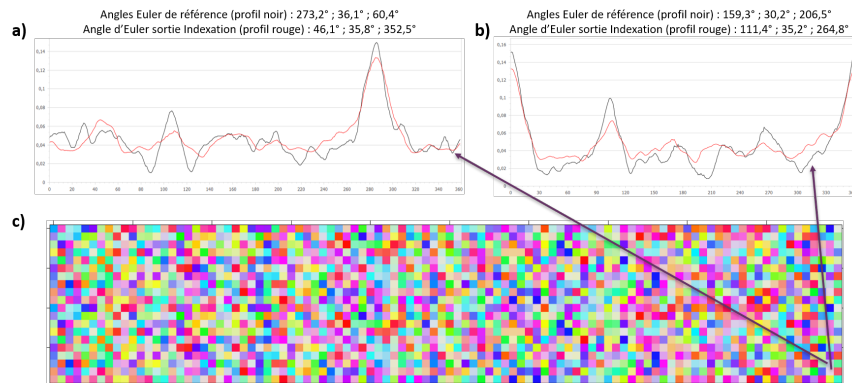 Angles Euler de référence (profil noir) : 273,2° ; 36,1° ; 60,4°
Angle d’Euler sortie Indexation (profil rouge) : 46,1° ; 35,8° ; 352,5°
a)
0,14
0,12
0,1
0,08
0,06
0,04
0,02
0
0 20 40 60 80 100 120 140 160 180 200 220 240 260 280 300 320 340 360
Angles Euler de référence (profil noir) : 159,3° ; 30,2° ; 206,5°
Angle d’Euler sortie Indexation (profil rouge) : 111,4° ; 35,2° ; 264,8°
b)
0,16
0,14
0,12
0,1
0,08
0,06
0,04
0,02
0
0 30 60 90 120 150 180 210 240 270 300 330
c)